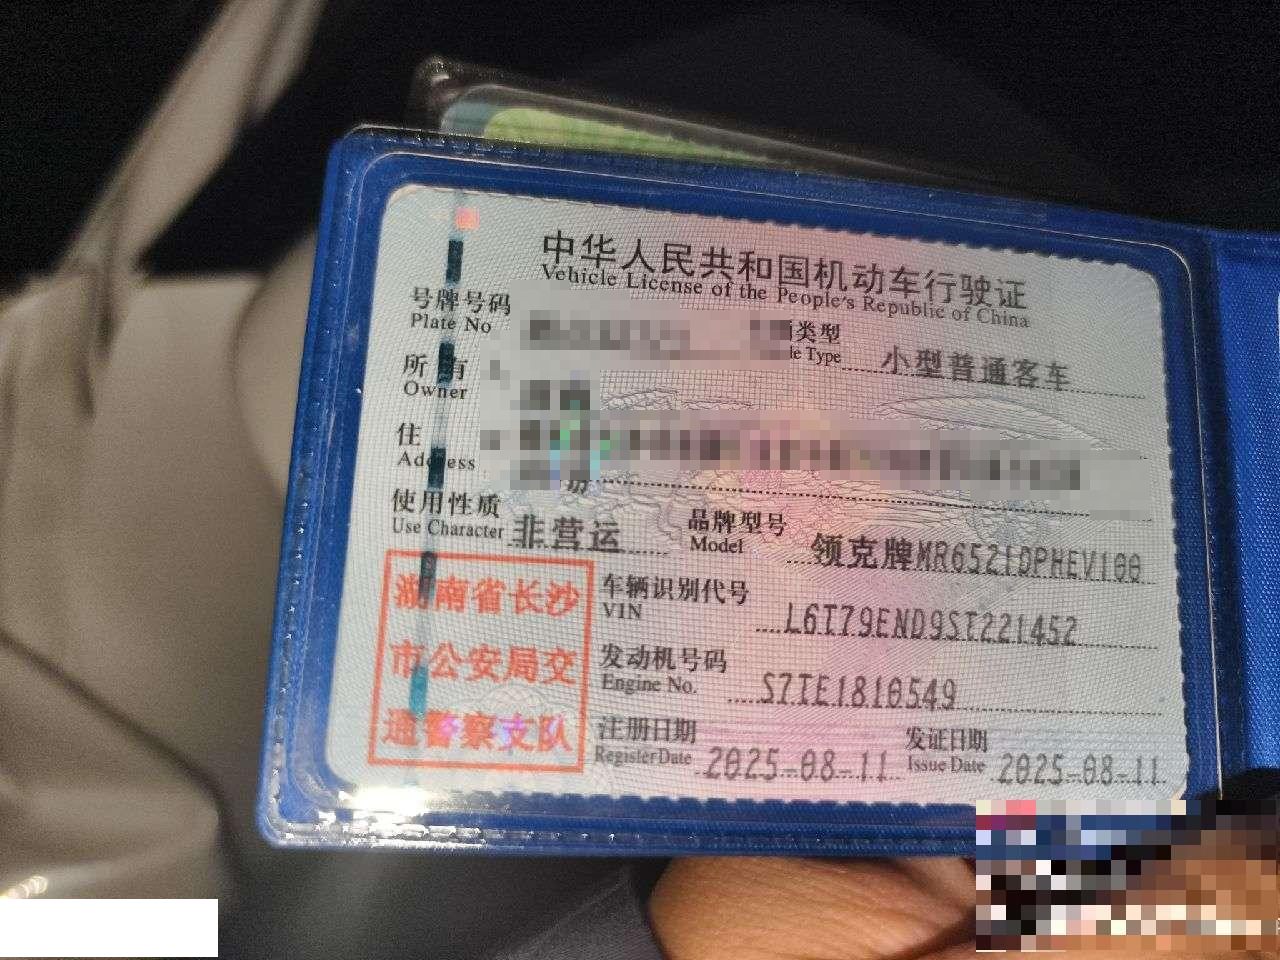 中华人民共和国机动车行驶证
Vehicle License of the People's Republic of China
号牌号码
Plate No
类型
le Type
小型普通客车
所有
Owner
住
Address
使用性质
Use Character
非营运
品牌型号
Model
领克牌MR6521DPHEV100
湖南省长沙
市公安局交
通警察支队
车辆识别代号
VIN
L6T79END9ST221452
发动机号码
Engine No.
S7TE1810549
注册日期
Register Date
2025-08-11
发证日期
Issue Date
2025-08-11